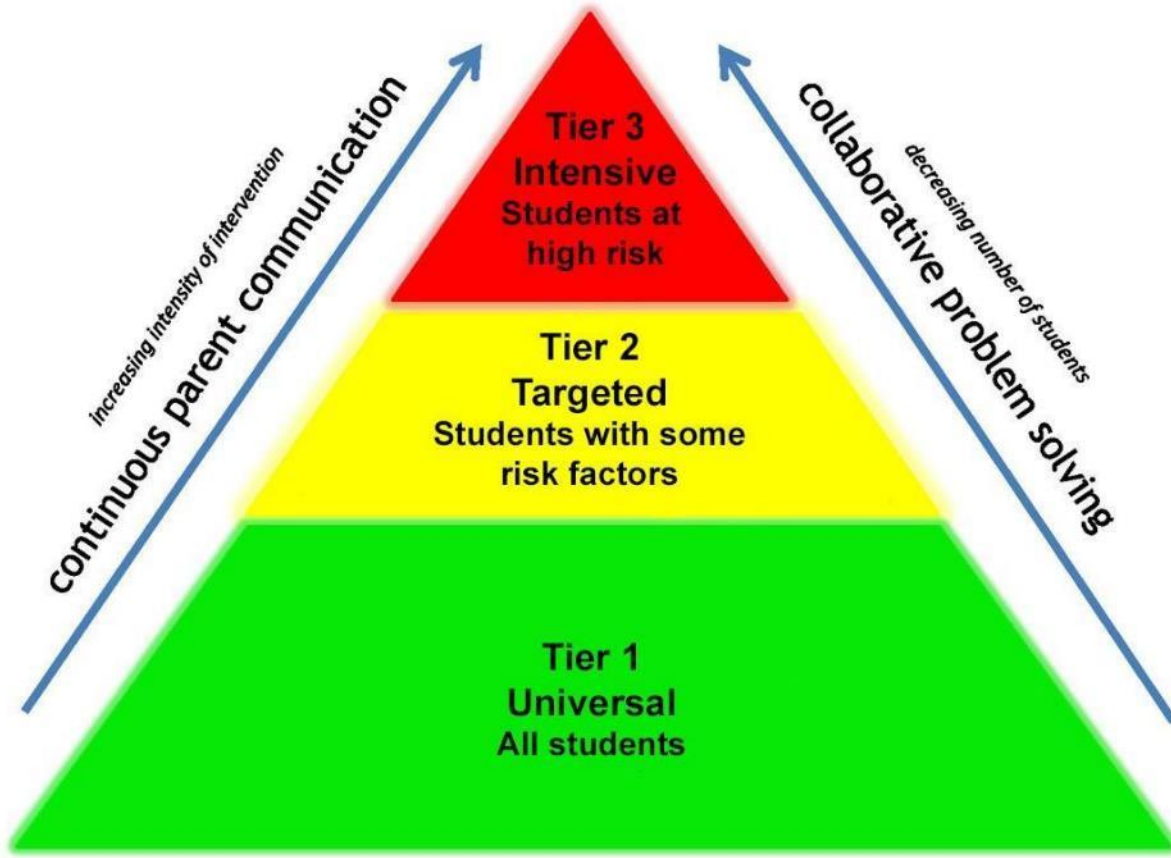 continuous parent communication
increasing intensity of intervention
collaborative problem solving
decreasing number of students
Tier 3
Intensive
Students at
high risk
Tier 2
Targeted
Students with some
risk factors
Tier 1
Universal
All students